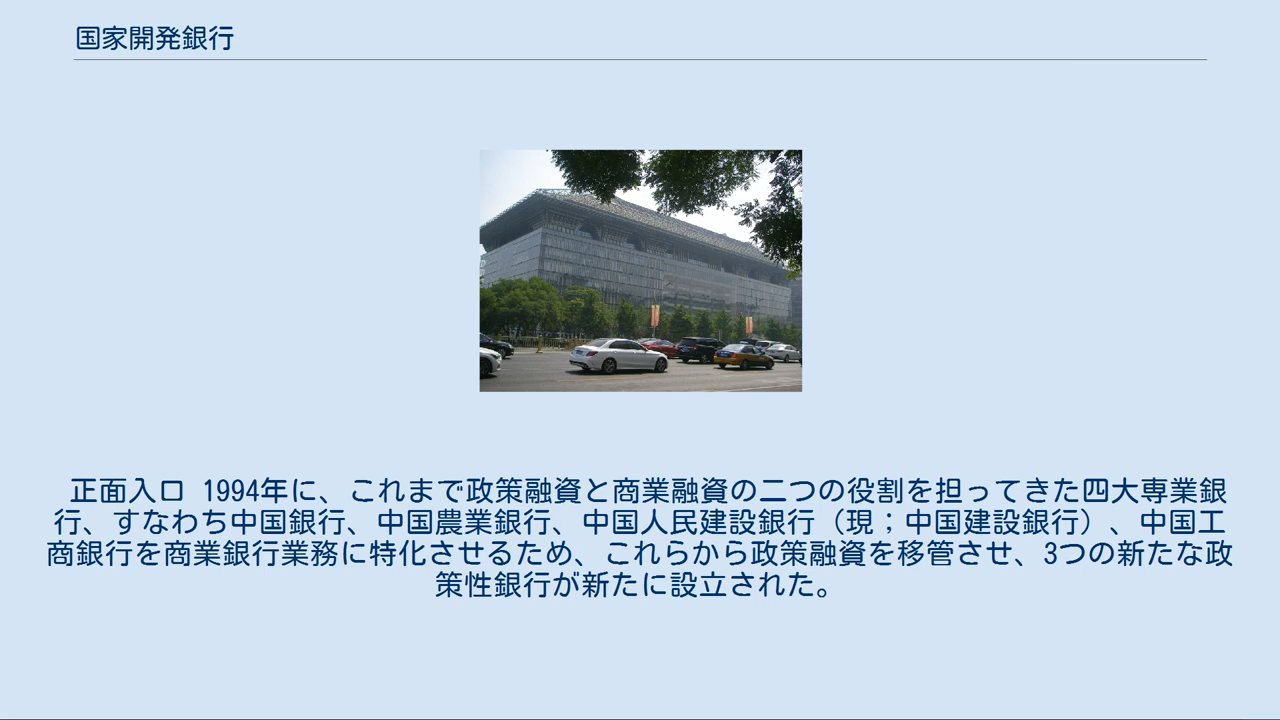 国家開発銀行
正面入口 1994年に、これまで政策融資と商業融資の二つの役割を担ってきた四大専業銀
行、すなわち中国銀行、中国農業銀行、中国人民建設銀行（現；中国建設銀行）、中国工
商銀行を商業銀行業務に特化させるため、これらから政策融資を移管させ、3つの新たな政
策性銀行が新たに設立された。